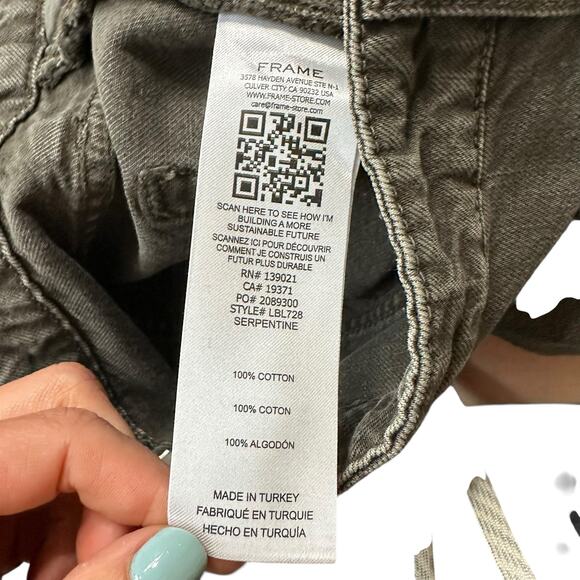 FRAME
3578 HAYDEN AVENUE STE N-1
CULVER CITY CA 90232 USA
WWW.FRAME-STORE.COM
care@frame-store.com
SCAN HERE TO SEE HOW I'M
BUILDING A MORE
SUSTAINABLE FUTURE
SCANNEZ ICI POUR DÉCOUVRIR
COMMENT JE CONSTRUIS UN
FUTUR PLUS DURABLE
RN# 139021
CA# 19371
PO# 2089300
STYLE# LBL728
SERPENTINE
100% COTTON
100% COTON
100% ALGODÓN
MADE IN TURKEY
FABRIQUÉ EN TURQUIE
HECHO EN TURQUÍA